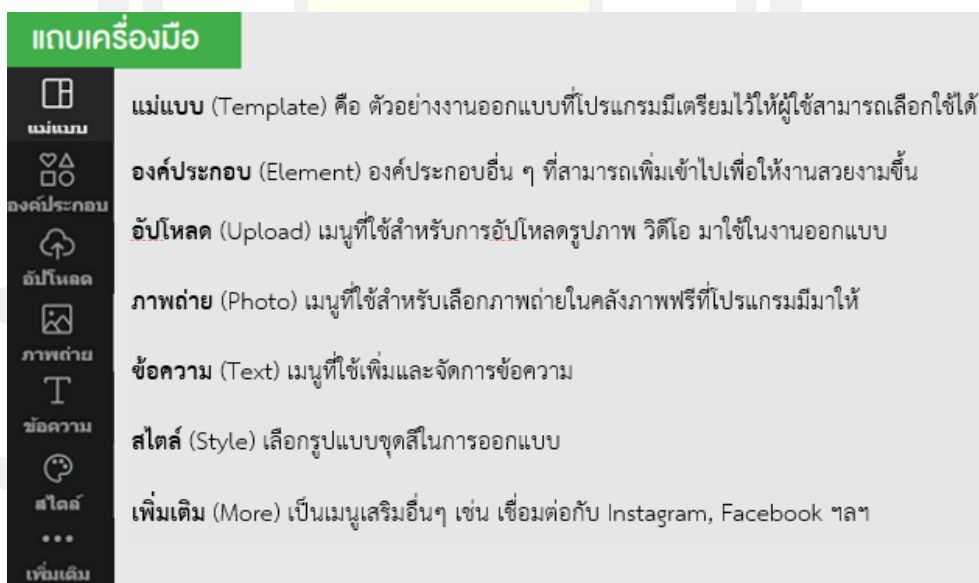 แถบเครื่องมือ
แม่แบบ
แม่แบบ (Template) คือ ตัวอย่างงานออกแบบที่โปรแกรมมีเตรียมไว้ให้ผู้ใช้สามารถเลือกใช้ได้
องค์ประกอบ
องค์ประกอบ (Element) องค์ประกอบอื่น ๆ ที่สามารถเพิ่มเข้าไปเพื่อให้งานสวยงามขึ้น
อัปโหลด
อัปโหลด (Upload) เมนูที่ใช้สำหรับการอัปโหลดรูปภาพ วิดีโอ มาใช้ในงานออกแบบ
ภาพถ่าย
ภาพถ่าย (Photo) เมนูที่ใช้สำหรับเลือกภาพถ่ายในคลังภาพฟรีที่โปรแกรมมีมาให้
ข้อความ
ข้อความ (Text) เมนูที่ใช้เพิ่มและจัดการข้อความ
สไตล์
สไตล์ (Style) เลือกรูปแบบชุดสีในการออกแบบ
เพิ่มเติม
เพิ่มเติม (More) เป็นเมนูเสริมอื่นๆ เช่น เชื่อมต่อกับ Instagram, Facebook ฯลฯ